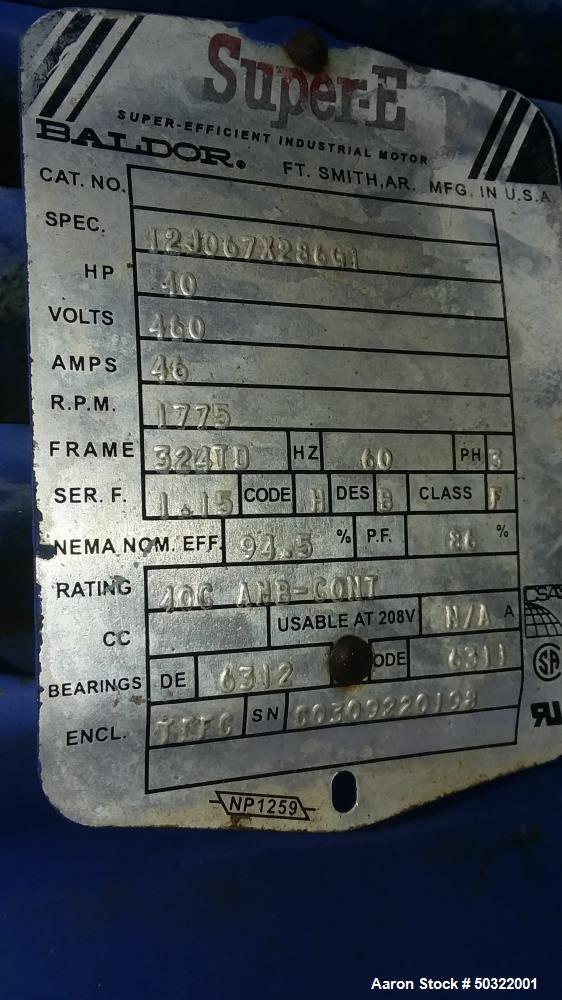 Super-E
SUPER-EFFICIENT INDUSTRIAL MOTOR
BALDOR® FT. SMITH, AR. MFG. IN U.S.A
CAT. NO.
SPEC. 12J067X286G1
HP 40
VOLTS 460
AMPS 46
R.P.M. 1775
FRAME 324TD HZ 60 PH 3
SER. F. 1.15 CODE H DES B CLASS F
NEMA NOM. EFF. 94.5 % P.F. 86 %
RATING 40C AMB-CONT
CC USABLE AT 208V N/A A
BEARINGS DE 6312 ODE 6311
ENCL. SN
NP1259
CSA
SA
Aaron Stock # 50322001